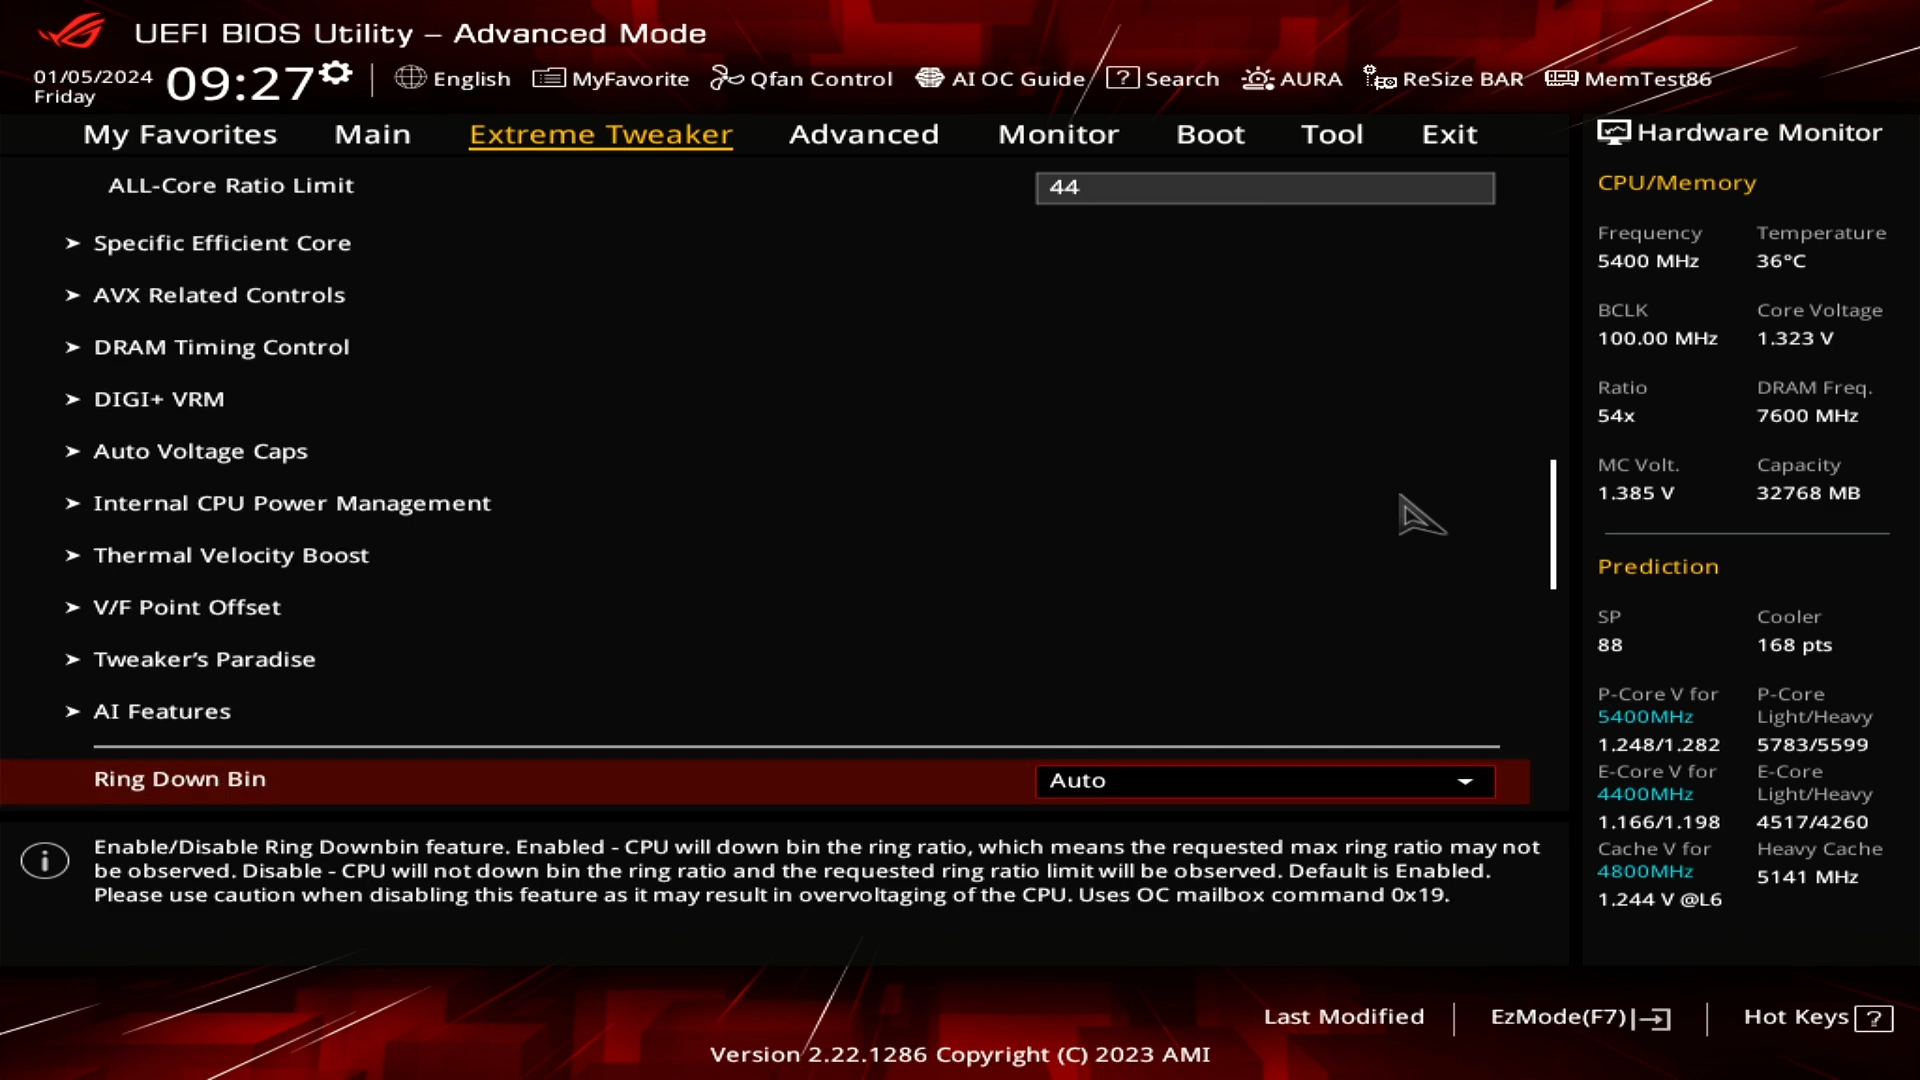 UEFI BIOS Utility – Advanced Mode
01/05/2024
Friday
09:27
English
MyFavorite
Qfan Control
AI OC Guide
? Search
AURA
ReSize BAR
MemTest86
My Favorites
Main
Extreme Tweaker
Advanced
Monitor
Boot
Tool
Exit
ALL-Core Ratio Limit
44
Specific Efficient Core
AVX Related Controls
DRAM Timing Control
DIGI+ VRM
Auto Voltage Caps
Internal CPU Power Management
Thermal Velocity Boost
V/F Point Offset
Tweaker's Paradise
AI Features
Ring Down Bin
Auto
Enable/Disable Ring Downbin feature. Enabled - CPU will down bin the ring ratio, which means the requested max ring ratio may not
be observed. Disable - CPU will not down bin the ring ratio and the requested ring ratio limit will be observed. Default is Enabled.
Please use caution when disabling this feature as it may result in overvoltaging of the CPU. Uses OC mailbox command 0x19.
Hardware Monitor
CPU/Memory
Frequency Temperature
5400 MHz 36°C
BCLK Core Voltage
100.00 MHz 1.323 V
Ratio DRAM Freq.
54x 7600 MHz
MC Volt. Capacity
1.385 V 32768 MB
Prediction
SP Cooler
88 168 pts
P-Core V for P-Core
5400MHz Light/Heavy
1.248/1.282 5783/5599
E-Core V for E-Core
4400MHz Light/Heavy
1.166/1.198 4517/4260
Cache V for Heavy Cache
4800MHz 5141 MHz
1.244 V @L6
Last Modified
EzMode(F7)
Hot Keys ?
Version 2.22.1286 Copyright (C) 2023 AMI